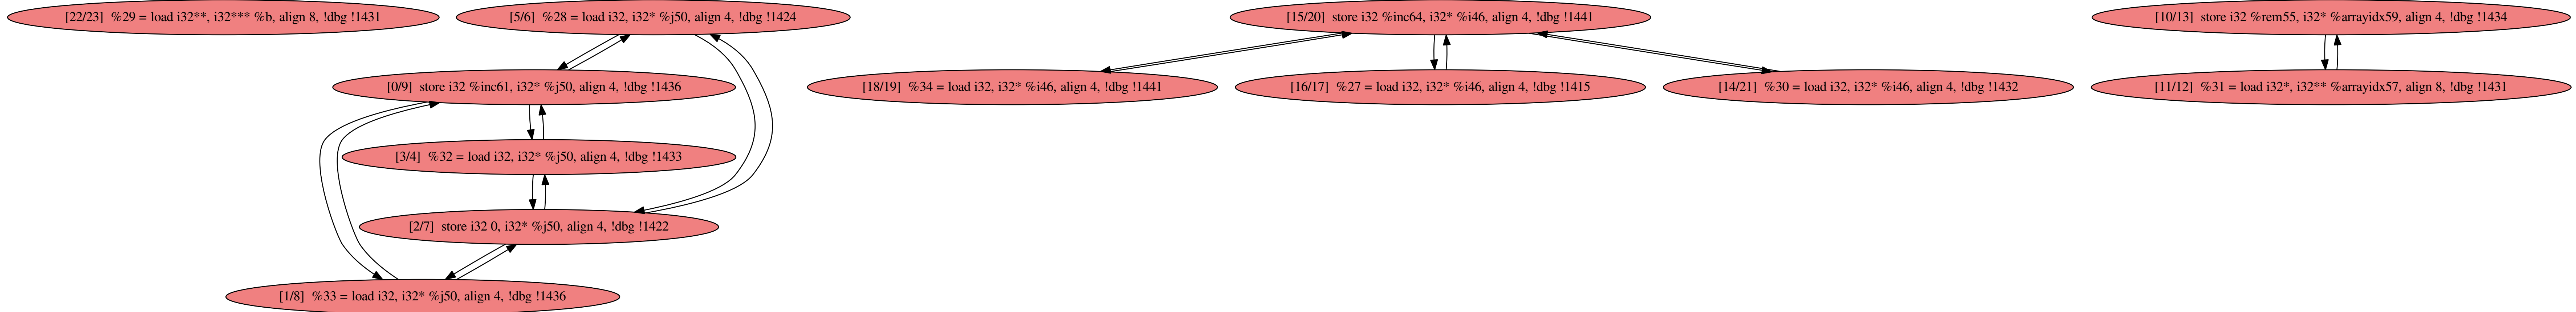 [22/23]  %29 = load i32**, i32*** %b, align 8, !dbg !1431
[5/6]  %28 = load i32, i32* %j50, align 4, !dbg !1424
[15/20]  store i32 %inc64, i32* %i46, align 4, !dbg !1441
[10/13]  store i32 %rem55, i32* %arrayidx59, align 4, !dbg !1434
[0/9]  store i32 %inc61, i32* %j50, align 4, !dbg !1436
[18/19]  %34 = load i32, i32* %i46, align 4, !dbg !1441
[16/17]  %27 = load i32, i32* %i46, align 4, !dbg !1415
[14/21]  %30 = load i32, i32* %i46, align 4, !dbg !1432
[11/12]  %31 = load i32*, i32** %arrayidx57, align 8, !dbg !1431
[3/4]  %32 = load i32, i32* %j50, align 4, !dbg !1433
[2/7]  store i32 0, i32* %j50, align 4, !dbg !1422
[1/8]  %33 = load i32, i32* %j50, align 4, !dbg !1436